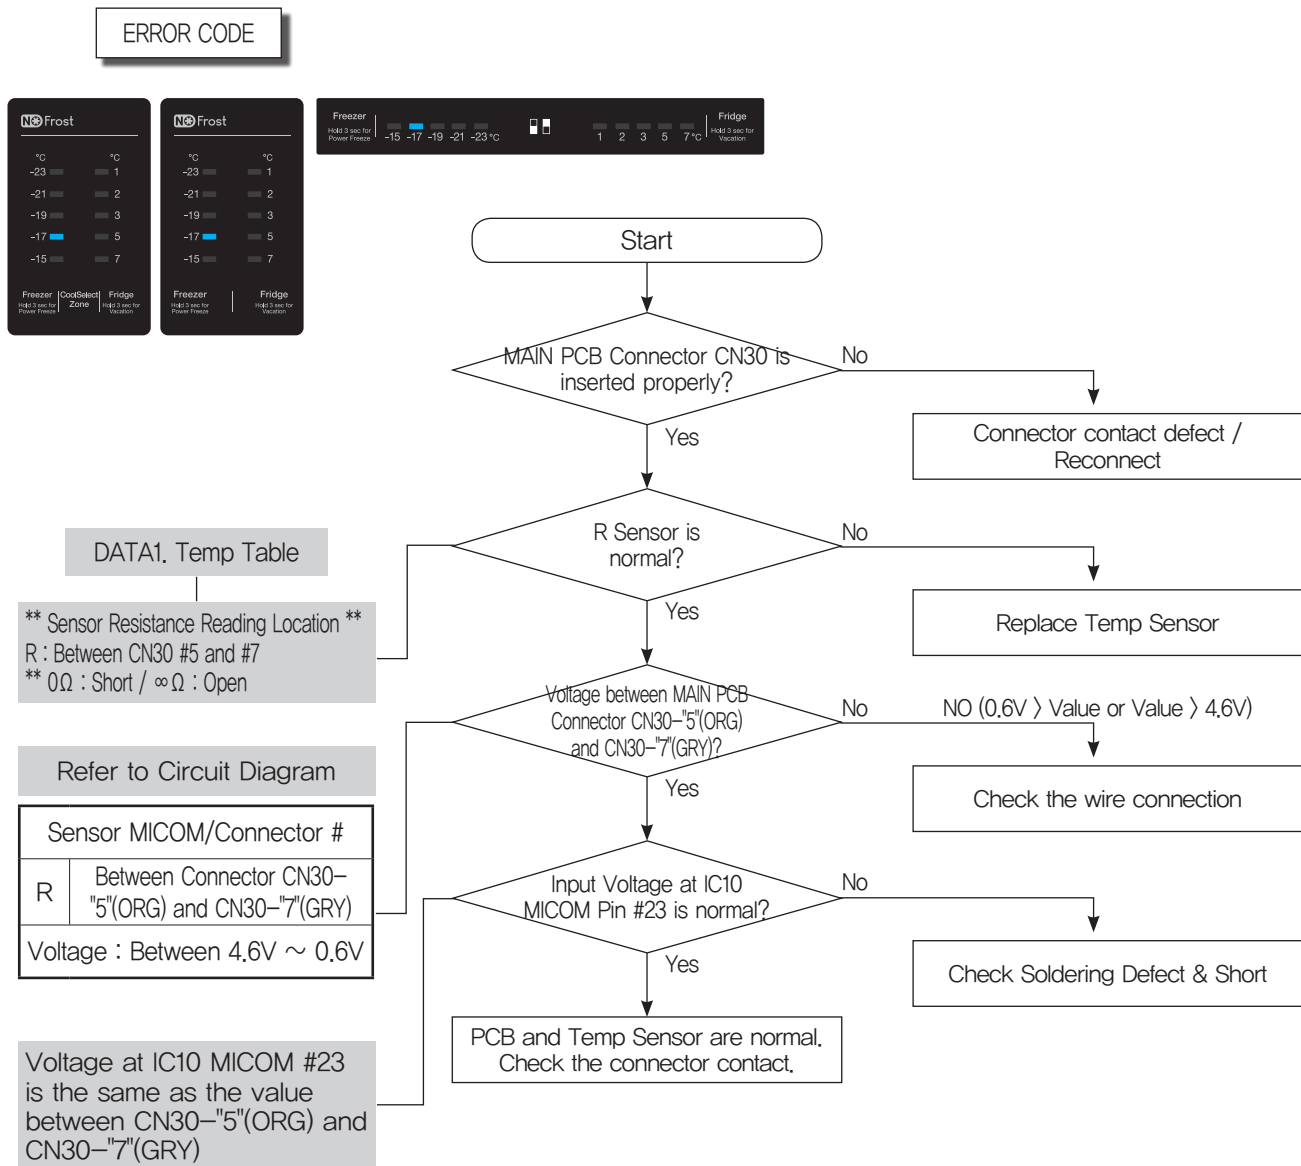 ERROR CODE
NO Frost
°C °C
-23 1
-21 2
-19 3
-17 5
-15 7
Freezer
Hold 3 sec for
Power Freeze
CoolSelect
Zone
Fridge
Hold 3 sec for
Vacation
NO Frost
°C °C
-23 1
-21 2
-19 3
-17 5
-15 7
Freezer
Hold 3 sec for
Power Freeze
Fridge
Hold 3 sec for
Vacation
Freezer
Hold 3 sec for
Power Freeze
-15 -17 -19 -21 -23 °C
1 2 3 5 7 °C
Fridge
Hold 3 sec for
Vacation
Start
MAIN PCB Connector CN30 is
inserted properly?
No
Connector contact defect /
Reconnect
Yes
R Sensor is
normal?
No
Replace Temp Sensor
Yes
DATA1. Temp Table
** Sensor Resistance Reading Location **
R : Between CN30 #5 and #7
** 0Ω : Short / ∞Ω : Open
Voltage between MAIN PCB
Connector CN30-"5"(ORG)
and CN30-"7"(GRY)?
No
NO (0.6V > Value or Value > 4.6V)
Check the wire connection
Yes
Refer to Circuit Diagram
Sensor MICOM/Connector #
R
Between Connector CN30-
"5"(ORG) and CN30-"7"(GRY)
Voltage : Between 4.6V ~ 0.6V
Input Voltage at IC10
MICOM Pin #23 is normal?
No
Check Soldering Defect & Short
Yes
PCB and Temp Sensor are normal.
Check the connector contact.
Voltage at IC10 MICOM #23
is the same as the value
between CN30-"5"(ORG) and
CN30-"7"(GRY)